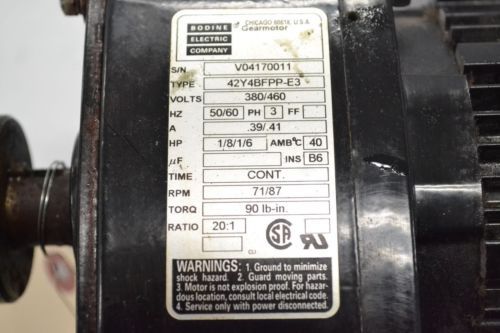 BODINE
ELECTRIC
COMPANY
CHICAGO 60618, U.S.A.
Gearmotor
S/N V04170011
TYPE 42Y4BFPP-E3
VOLTS 380/460
HZ 50/60 PH 3 FF
A .39/.41
HP 1/8/1/6 AMB°C 40
µF INS B6
TIME CONT.
RPM 71/87
TORQ 90 lb-in.
RATIO 20:1
WARNINGS: 1. Ground to minimize
shock hazard. 2. Guard moving parts.
3. Motor is not explosion proof. For hazar-
dous location, consult local electrical code.
4. Service only with power disconnected.